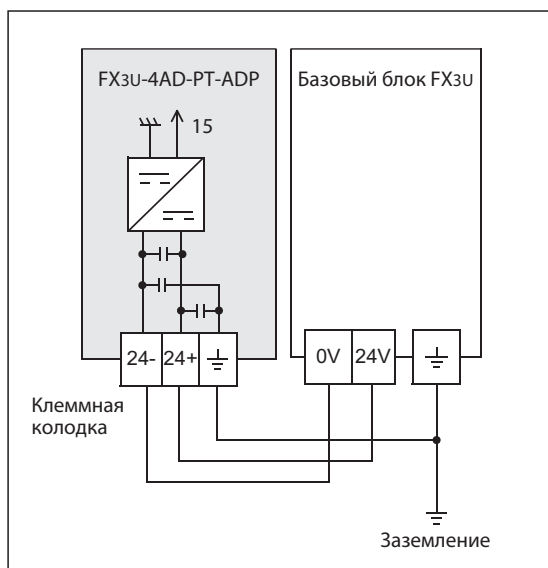 FX3U-4AD-PT-ADP
Базовый блок FX3U
15
24- 24+
0V 24V
Клеммная
колодка
Заземление